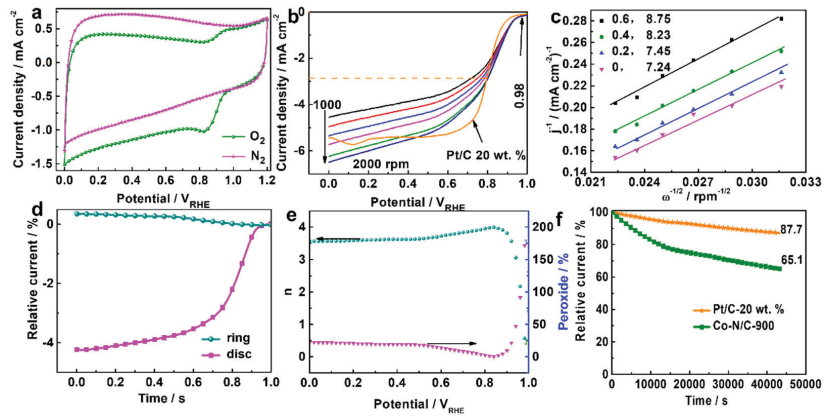 a
Current density / mA cm-2
0.5
0.0
-0.5
-1.0
-1.5
O2
N2
0.0 0.2 0.4 0.6 0.8 1.0 1.2
Potential / VRHE
b
Current density / mA cm-2
0
-1
-2
-3
-4
-5
-6
1000
2000 rpm
0.98
Pt/C 20 wt. %
0.0 0.2 0.4 0.6 0.8 1.0
Potential / VRHE
c
j-1 / (mA cm-2)-1
0.28
0.24
0.20
0.18
0.16
0.14
0.6, 8.75
0.4, 8.23
0.2, 7.45
0, 7.24
0.024 0.027 0.030 0.033
ω-1/2 / rpm-1/2
d
Relative current / %
0
-2
-4
ring
disc
0.0 0.2 0.4 0.6 0.8 1.0
Time / s
e
n
4
3
2
1
0
200
150
100
50
0
Peroxide / %
0.0 0.2 0.4 0.6 0.8 1.0
Potential / VRHE
f
Relative current / %
100
80
60
40
20
0
87.7
65.1
Pt/C-20 wt. %
Co-N/C-900
0 10000 20000 30000 40000 50000
Time / s